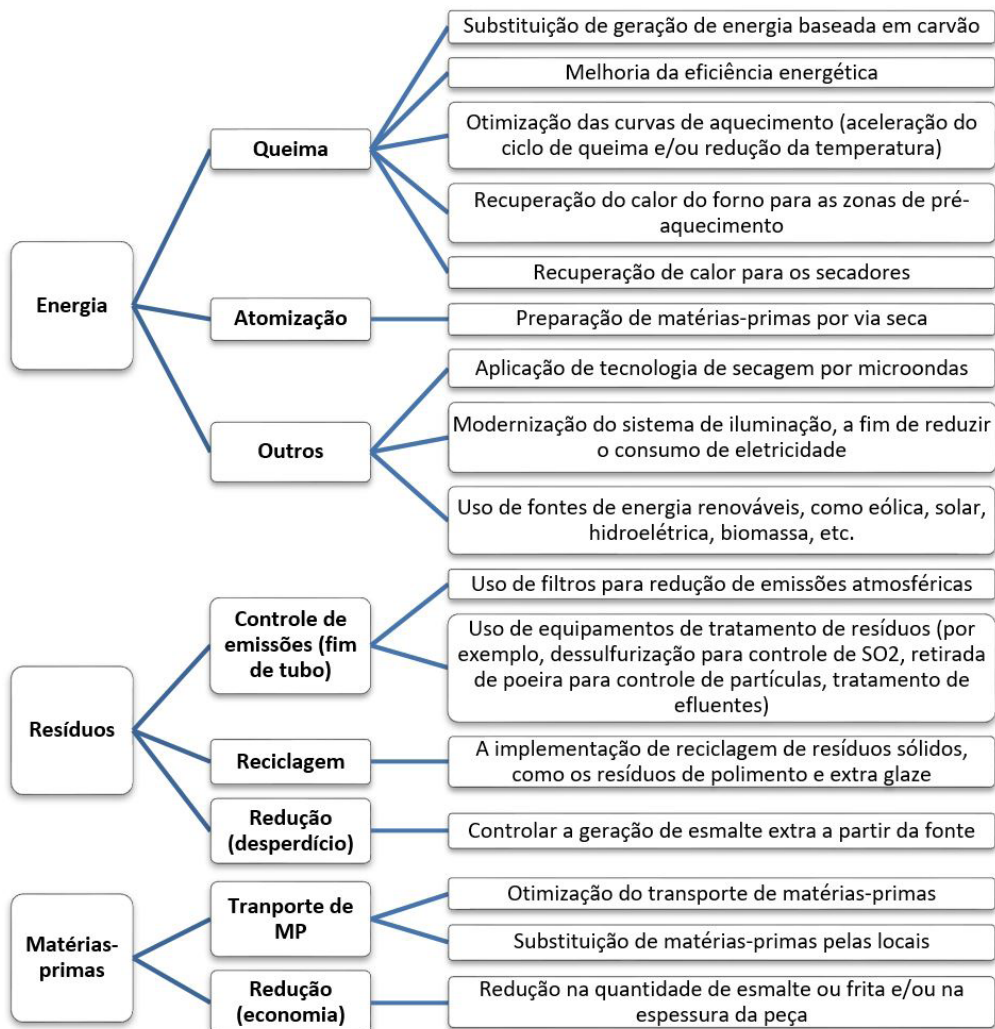 Substituição de geração de energia baseada em carvão
Melhoria da eficiência energética
Queima
Otimização das curvas de aquecimento (aceleração do
ciclo de queima e/ou redução da temperatura)
Recuperação do calor do forno para as zonas de pré-
aquecimento
Recuperação de calor para os secadores
Energia
Atomização
Preparação de matérias-primas por via seca
Aplicação de tecnologia de secagem por microondas
Outros
Modernização do sistema de iluminação, a fim de reduzir
o consumo de eletricidade
Uso de fontes de energia renováveis, como eólica, solar,
hidroelétrica, biomassa, etc.
Uso de filtros para redução de emissões atmosféricas
Controle de
emissões (fim
de tubo)
Uso de equipamentos de tratamento de resíduos (por
exemplo, dessulfurização para controle de SO2, retirada
de poeira para controle de partículas, tratamento de
efluentes)
Resíduos
Reciclagem
A implementação de reciclagem de resíduos sólidos,
como os resíduos de polimento e extra glaze
Redução
(desperdício)
Controlar a geração de esmalte extra a partir da fonte
Matérias-
primas
Tranporte de
MP
Otimização do transporte de matérias-primas
Substituição de matérias-primas pelas locais
Redução
(economia)
Redução na quantidade de esmalte ou frita e/ou na
espessura da peça